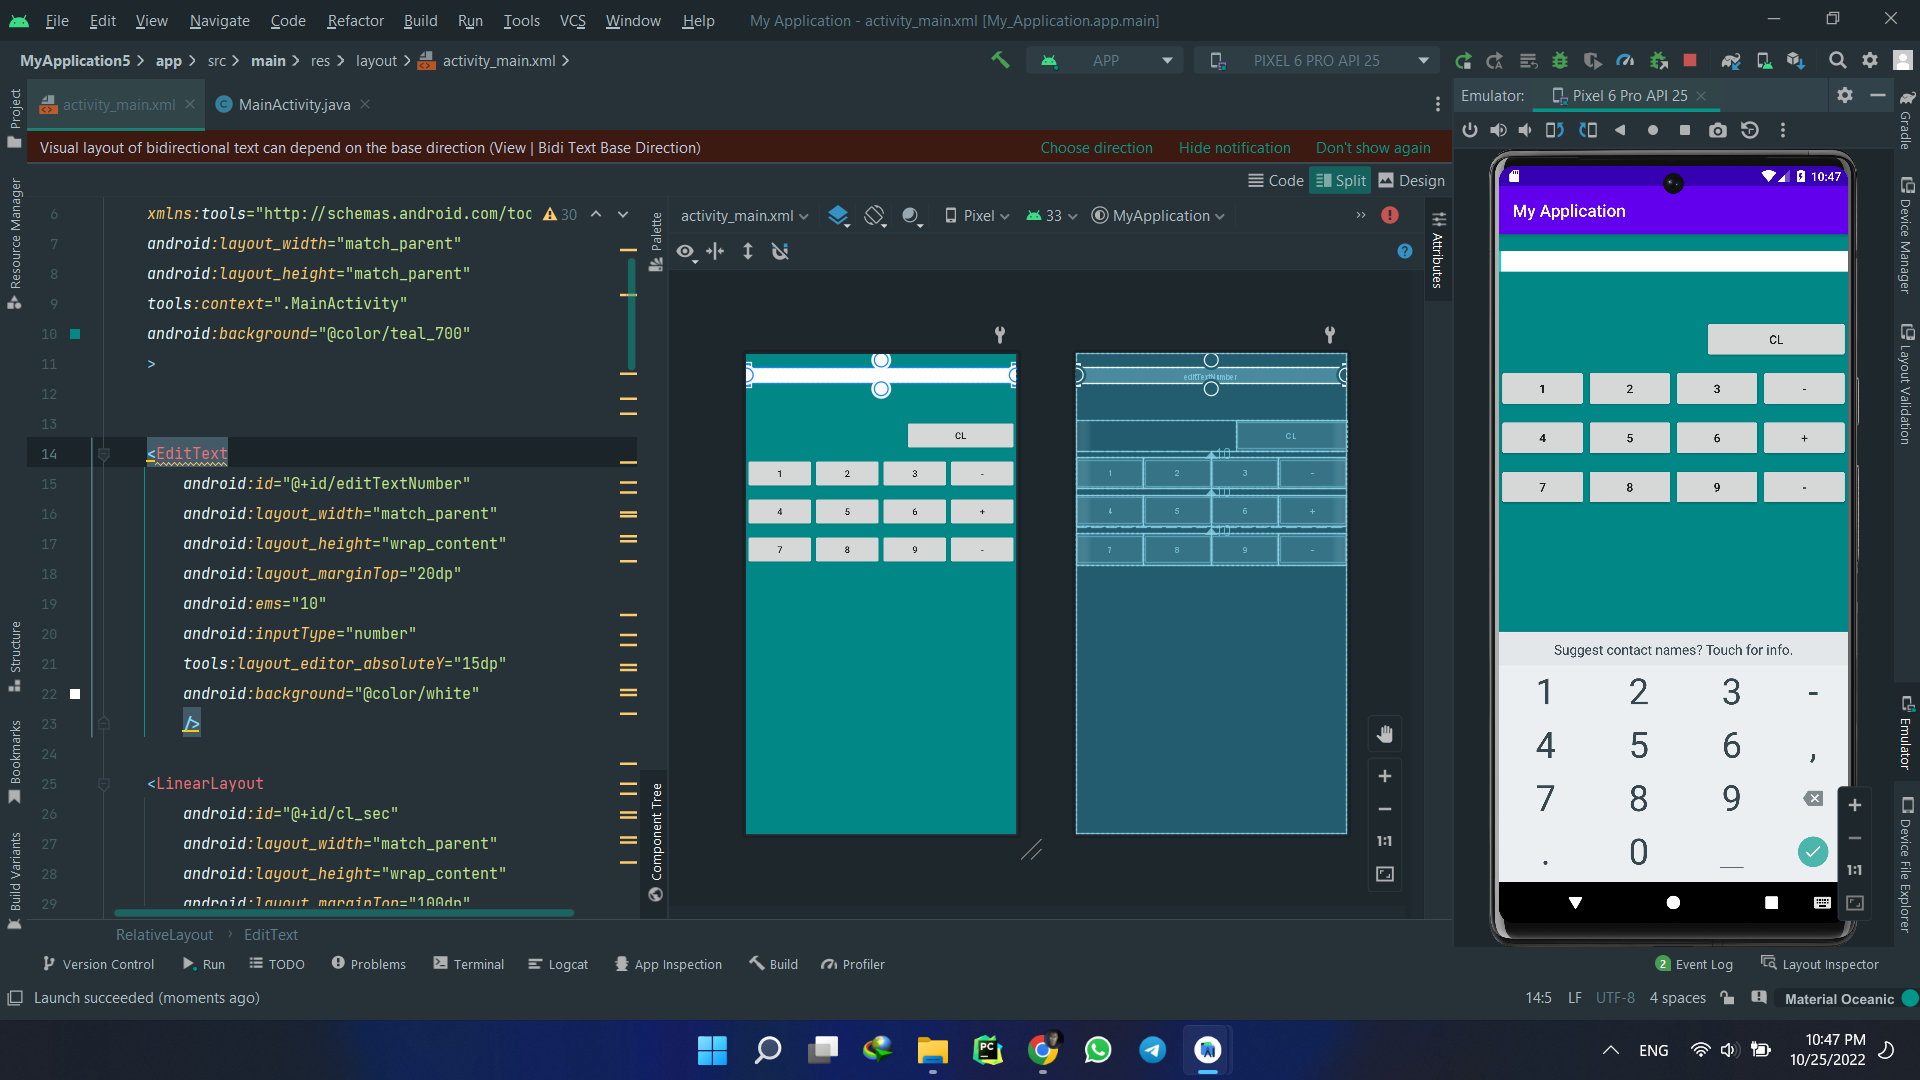 File Edit View Navigate Code Refactor Build Run Tools VCS Window Help My Application - activity_main.xml [My_Application.app.main]
MyApplication5 app src main res layout activity_main.xml APP PIXEL 6 PRO API 25
activity_main.xml MainActivity.java
Emulator: Pixel 6 Pro API 25
Visual layout of bidirectional text can depend on the base direction (View | Bidi Text Base Direction) Choose direction Hide notification Don't show again
Code Split Design
Project
Resource Manager
Structure
Bookmarks
Build Variants
6 xmlns:tools="http://schemas.android.com/too 30
7 android:layout_width="match_parent"
8 android:layout_height="match_parent"
9 tools:context=".MainActivity"
10 android:background="@color/teal_700"
11 >
12
13
14 <EditText
15 android:id="@+id/editTextNumber"
16 android:layout_width="match_parent"
17 android:layout_height="wrap_content"
18 android:layout_marginTop="20dp"
19 android:ems="10"
20 android:inputType="number"
21 tools:layout_editor_absoluteY="15dp"
22 android:background="@color/white"
23 />
24
25 <LinearLayout
26 android:id="@+id/cl_sec"
27 android:layout_width="match_parent"
28 android:layout_height="wrap_content"
29 android:layout_marginTop="100dp"
Palette
Component Tree
activity_main.xml Pixel 33 MyApplication
Attributes
CL
1 2 3 -
4 5 6 +
7 8 9 -
editTextNumber
CL
10
1 2 3 -
10
4 5 6 +
10
7 8 9 -
1:1
10:47
My Application
CL
1 2 3 -
4 5 6 +
7 8 9 -
Suggest contact names? Touch for info.
1 2 3 -
4 5 6 ,
7 8 9
. 0 _
1:1
Gradle
Device Manager
Layout Validation
Emulator
Device File Explorer
RelativeLayout EditText
Version Control Run TODO Problems Terminal Logcat App Inspection Build Profiler 2 Event Log Layout Inspector
Launch succeeded (moments ago) 14:5 LF UTF-8 4 spaces Material Oceanic
PC
ENG
10:47 PM
10/25/2022